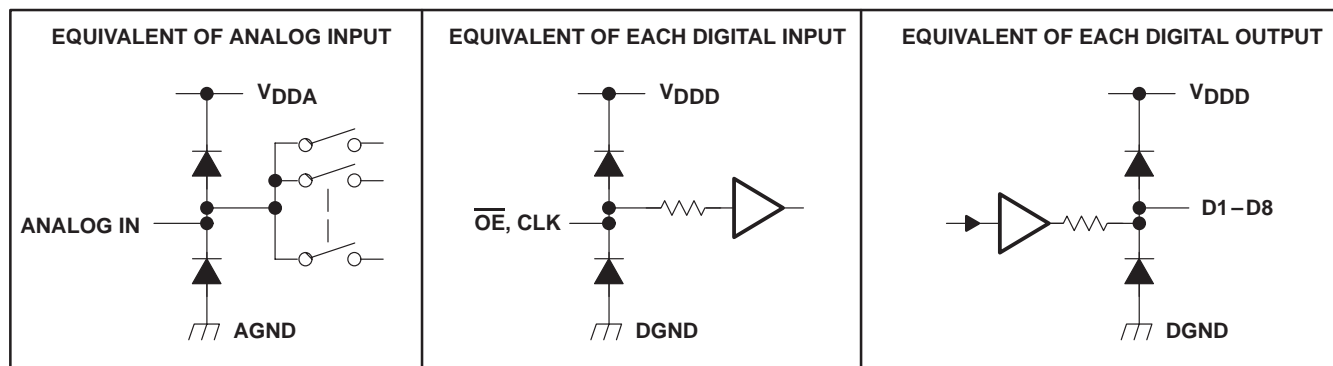 EQUIVALENT OF ANALOG INPUT
VDDA
ANALOG IN
AGND
EQUIVALENT OF EACH DIGITAL INPUT
VDDD
O̅E̅, CLK
DGND
EQUIVALENT OF EACH DIGITAL OUTPUT
VDDD
D1–D8
DGND